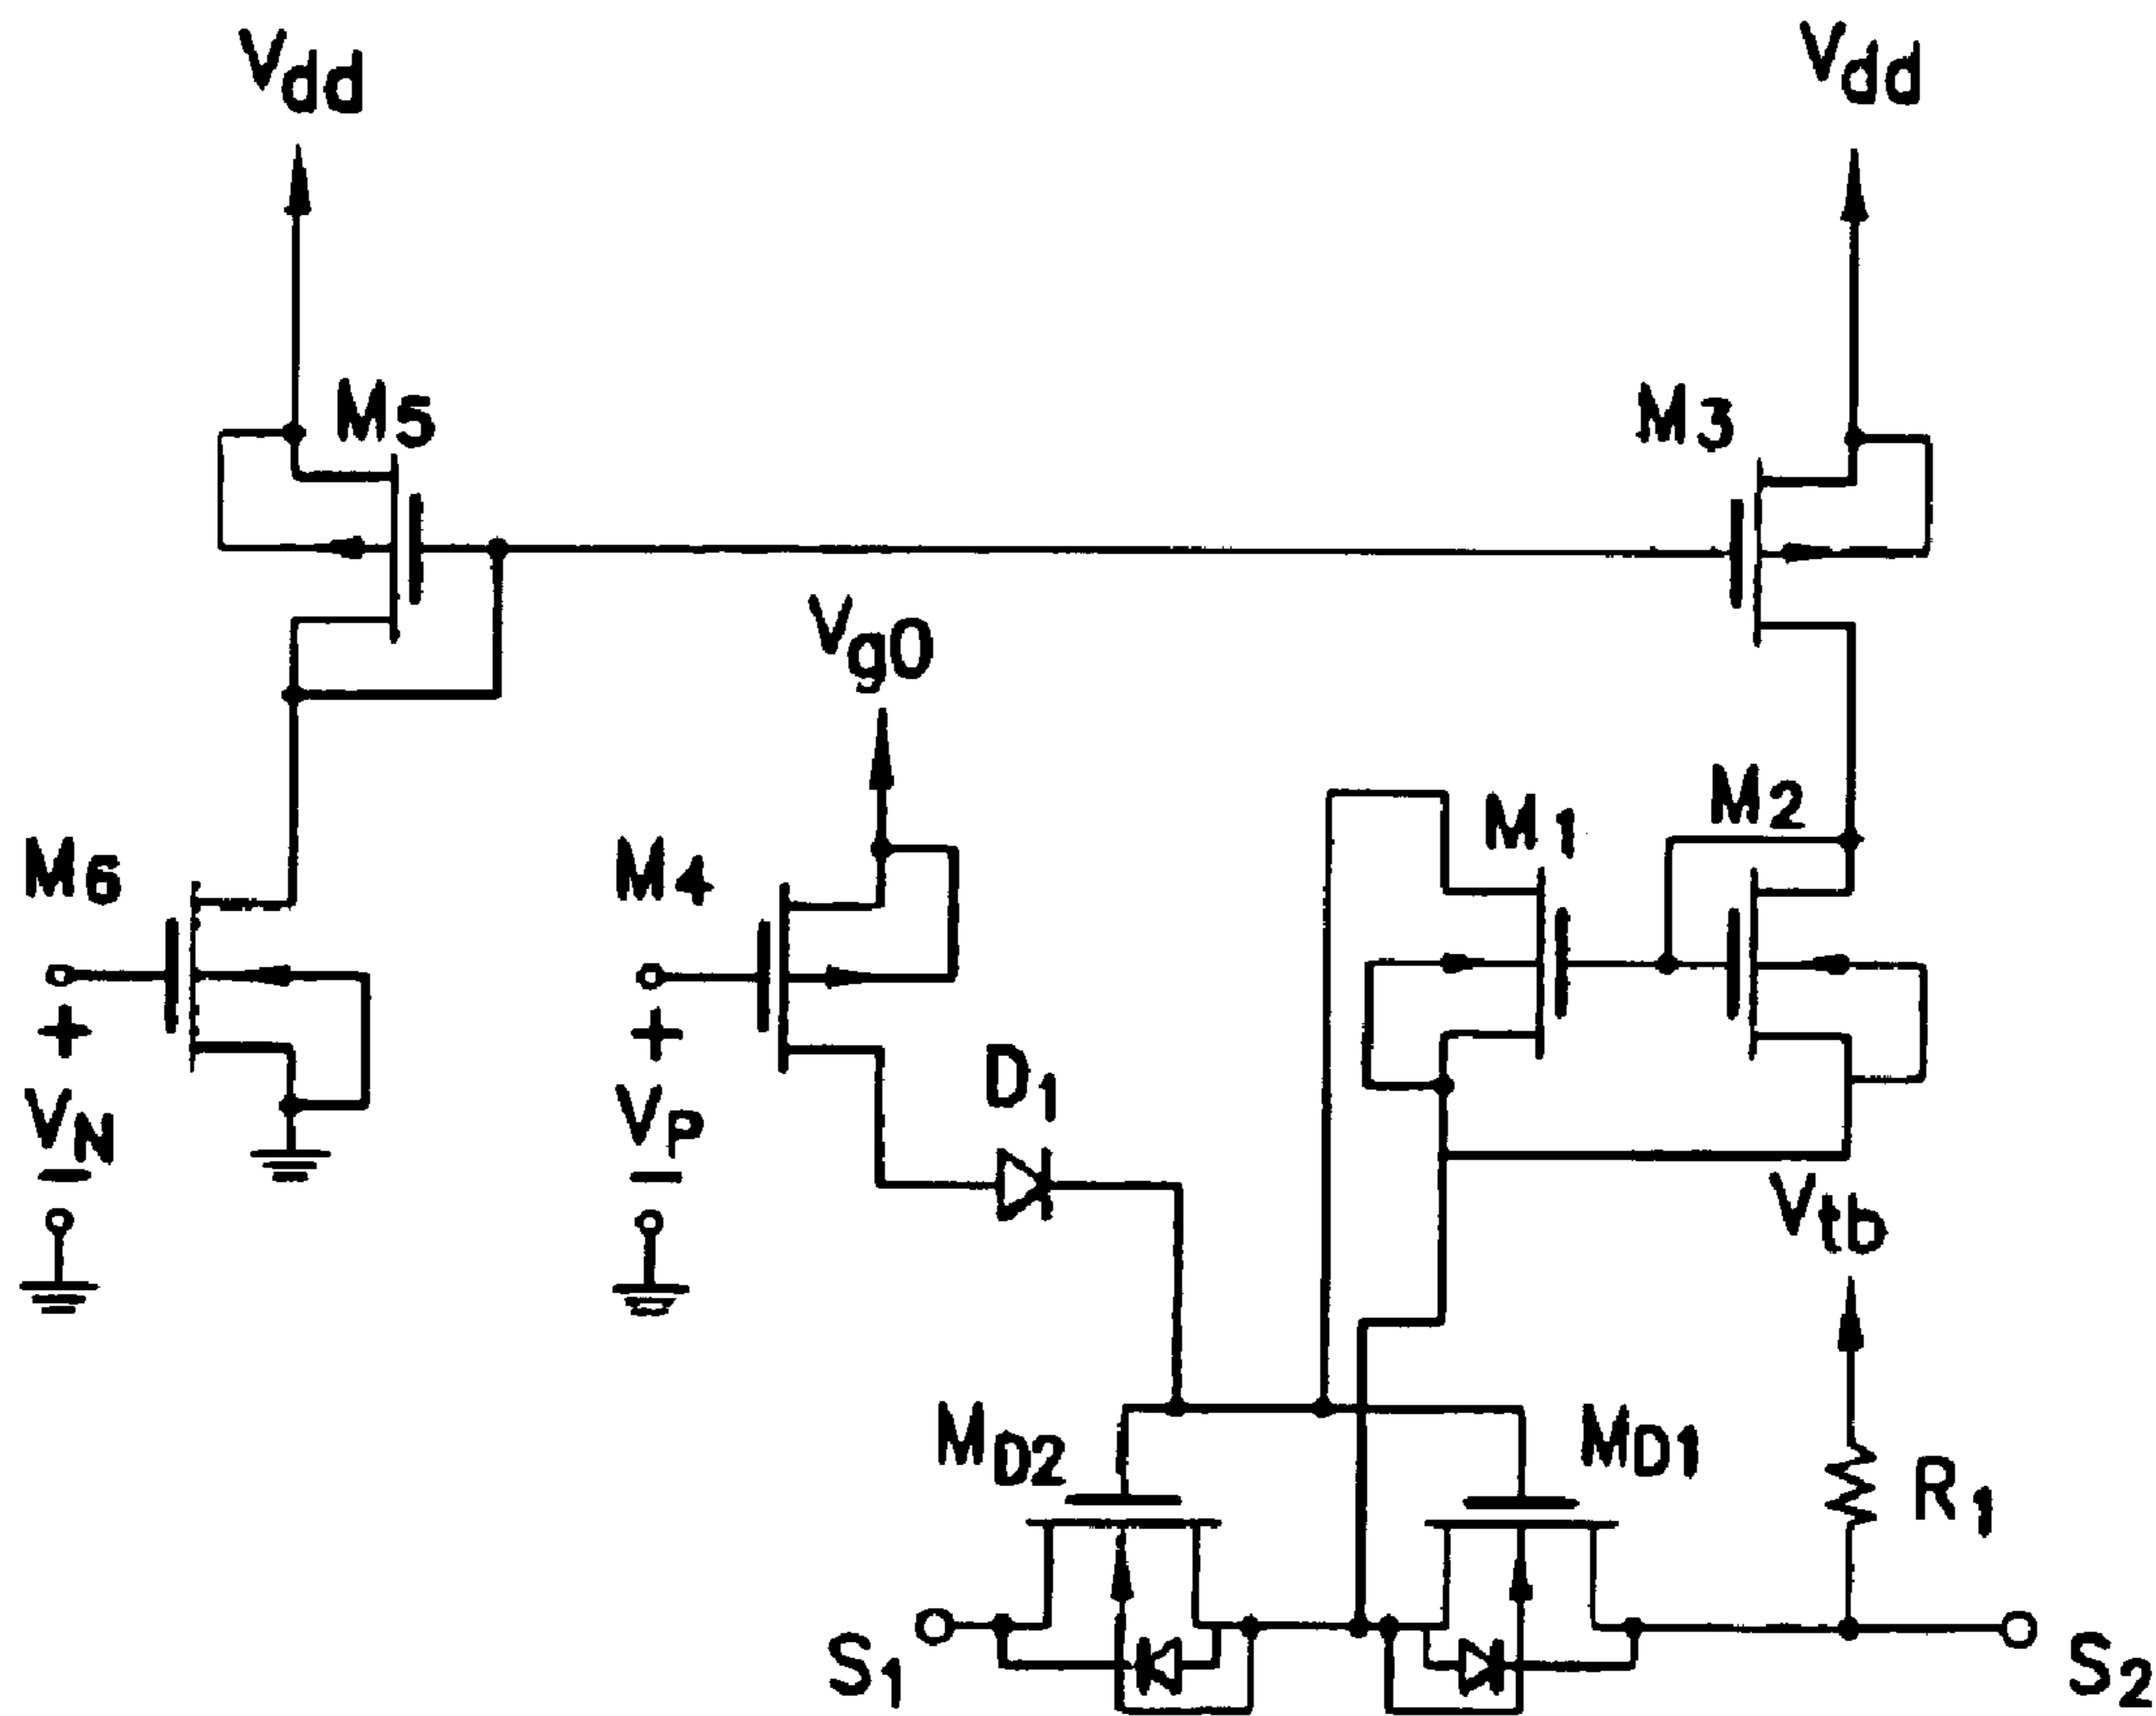 Vdd
Vdd
M5
M3
Vg0
M6
M4
M1
M2
+
VN
−
+
VP
−
D1
Vtb
MD2
MD1
R1
S1
S2